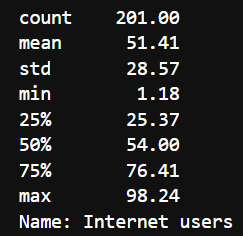 count 201.00
mean 51.41
std 28.57
min 1.18
25% 25.37
50% 54.00
75% 76.41
max 98.24
Name: Internet users